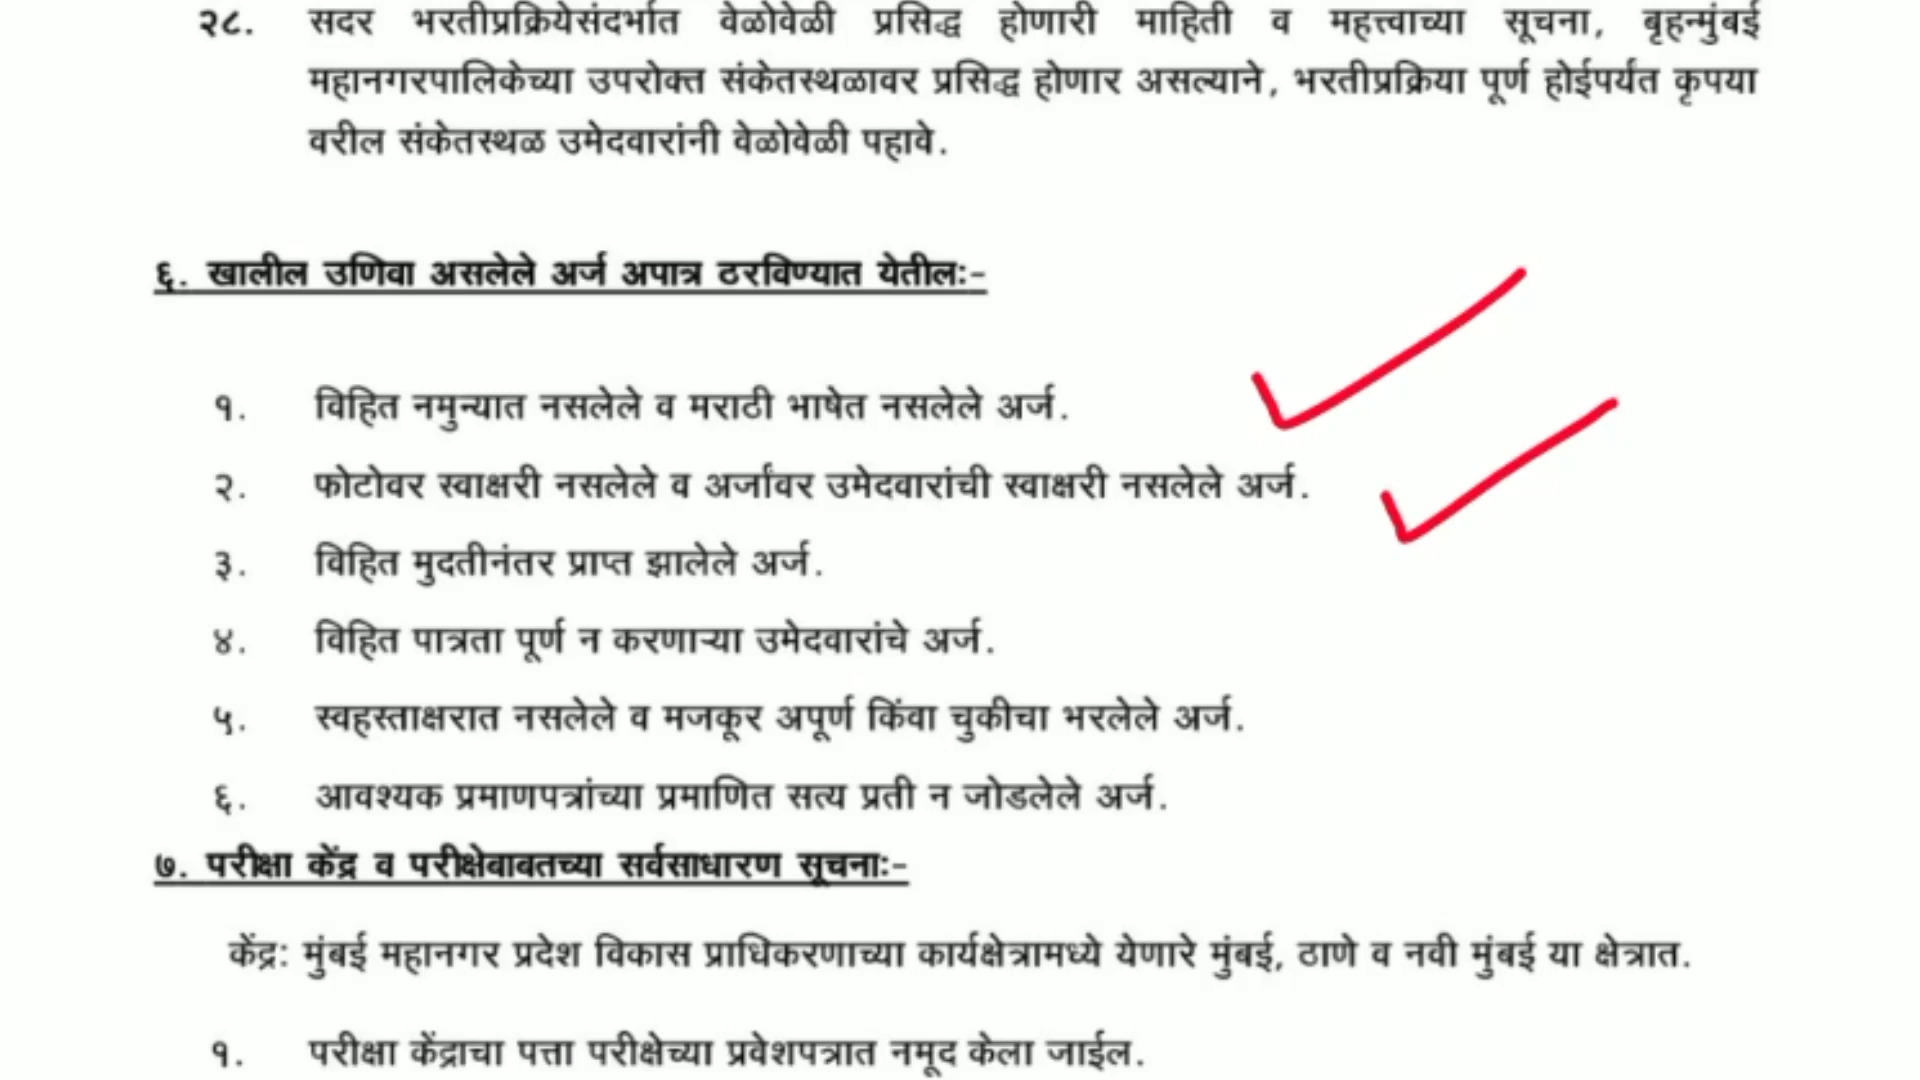 २८. सदर भरतीप्रक्रियेसंदर्भात वेळोवेळी प्रसिद्ध होणारी माहिती व महत्त्वाच्या सूचना, बृहन्मुंबई
महानगरपालिकेच्या उपरोक्त संकेतस्थळावर प्रसिद्ध होणार असल्याने, भरतीप्रक्रिया पूर्ण होईपर्यंत कृपया
वरील संकेतस्थळ उमेदवारांनी वेळोवेळी पहावे.
६. खालील उणिवा असलेले अर्ज अपात्र ठरविण्यात येतीलः-
१. विहित नमुन्यात नसलेले व मराठी भाषेत नसलेले अर्ज.
२. फोटोवर स्वाक्षरी नसलेले व अर्जावर उमेदवारांची स्वाक्षरी नसलेले अर्ज.
३. विहित मुदतीनंतर प्राप्त झालेले अर्ज.
४. विहित पात्रता पूर्ण न करणाऱ्या उमेदवारांचे अर्ज.
५. स्वहस्ताक्षरात नसलेले व मजकूर अपूर्ण किंवा चुकीचा भरलेले अर्ज.
६. आवश्यक प्रमाणपत्रांच्या प्रमाणित सत्य प्रती न जोडलेले अर्ज.
७. परीक्षा केंद्र व परीक्षेबाबतच्या सर्वसाधारण सूचनाः-
केंद्र: मुंबई महानगर प्रदेश विकास प्राधिकरणाच्या कार्यक्षेत्रामध्ये येणारे मुंबई, ठाणे व नवी मुंबई या क्षेत्रात.
१. परीक्षा केंद्राचा पत्ता परीक्षेच्या प्रवेशपत्रात नमूद केला जाईल.